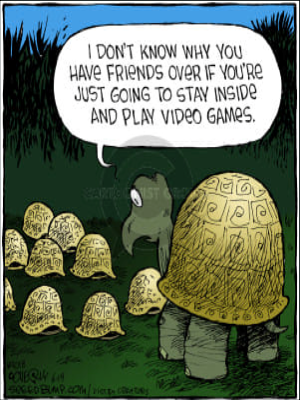 I DON'T KNOW WHY YOU
HAVE FRIENDS OVER IF YOU'RE
JUST GOING TO STAY INSIDE
AND PLAY VIDEO GAMES.